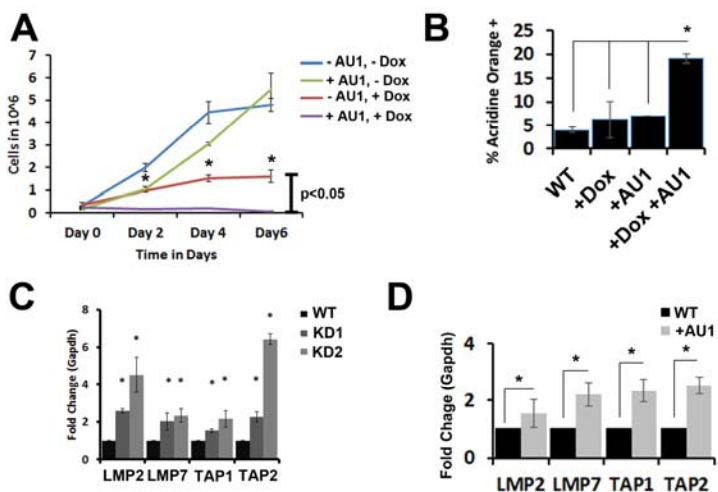 A
Cells in 10^6
7
6
5
4
3
2
1
0
Day 0 Day 2 Day 4 Day6
Time in Days
* * *
p<0.05
- AU1, - Dox
+ AU1, - Dox
- AU1, + Dox
+ AU1, + Dox
B
% Acridine Orange +
25
20
15
10
5
0
*
WT +Dox +AU1 +Dox +AU1
C
Fold Change (Gapdh)
8
6
4
2
0
* * * * * * * *
LMP2 LMP7 TAP1 TAP2
WT
KD1
KD2
D
Fold Chage (Gapdh)
4
2
0
* * * *
LMP2 LMP7 TAP1 TAP2
WT
+AU1